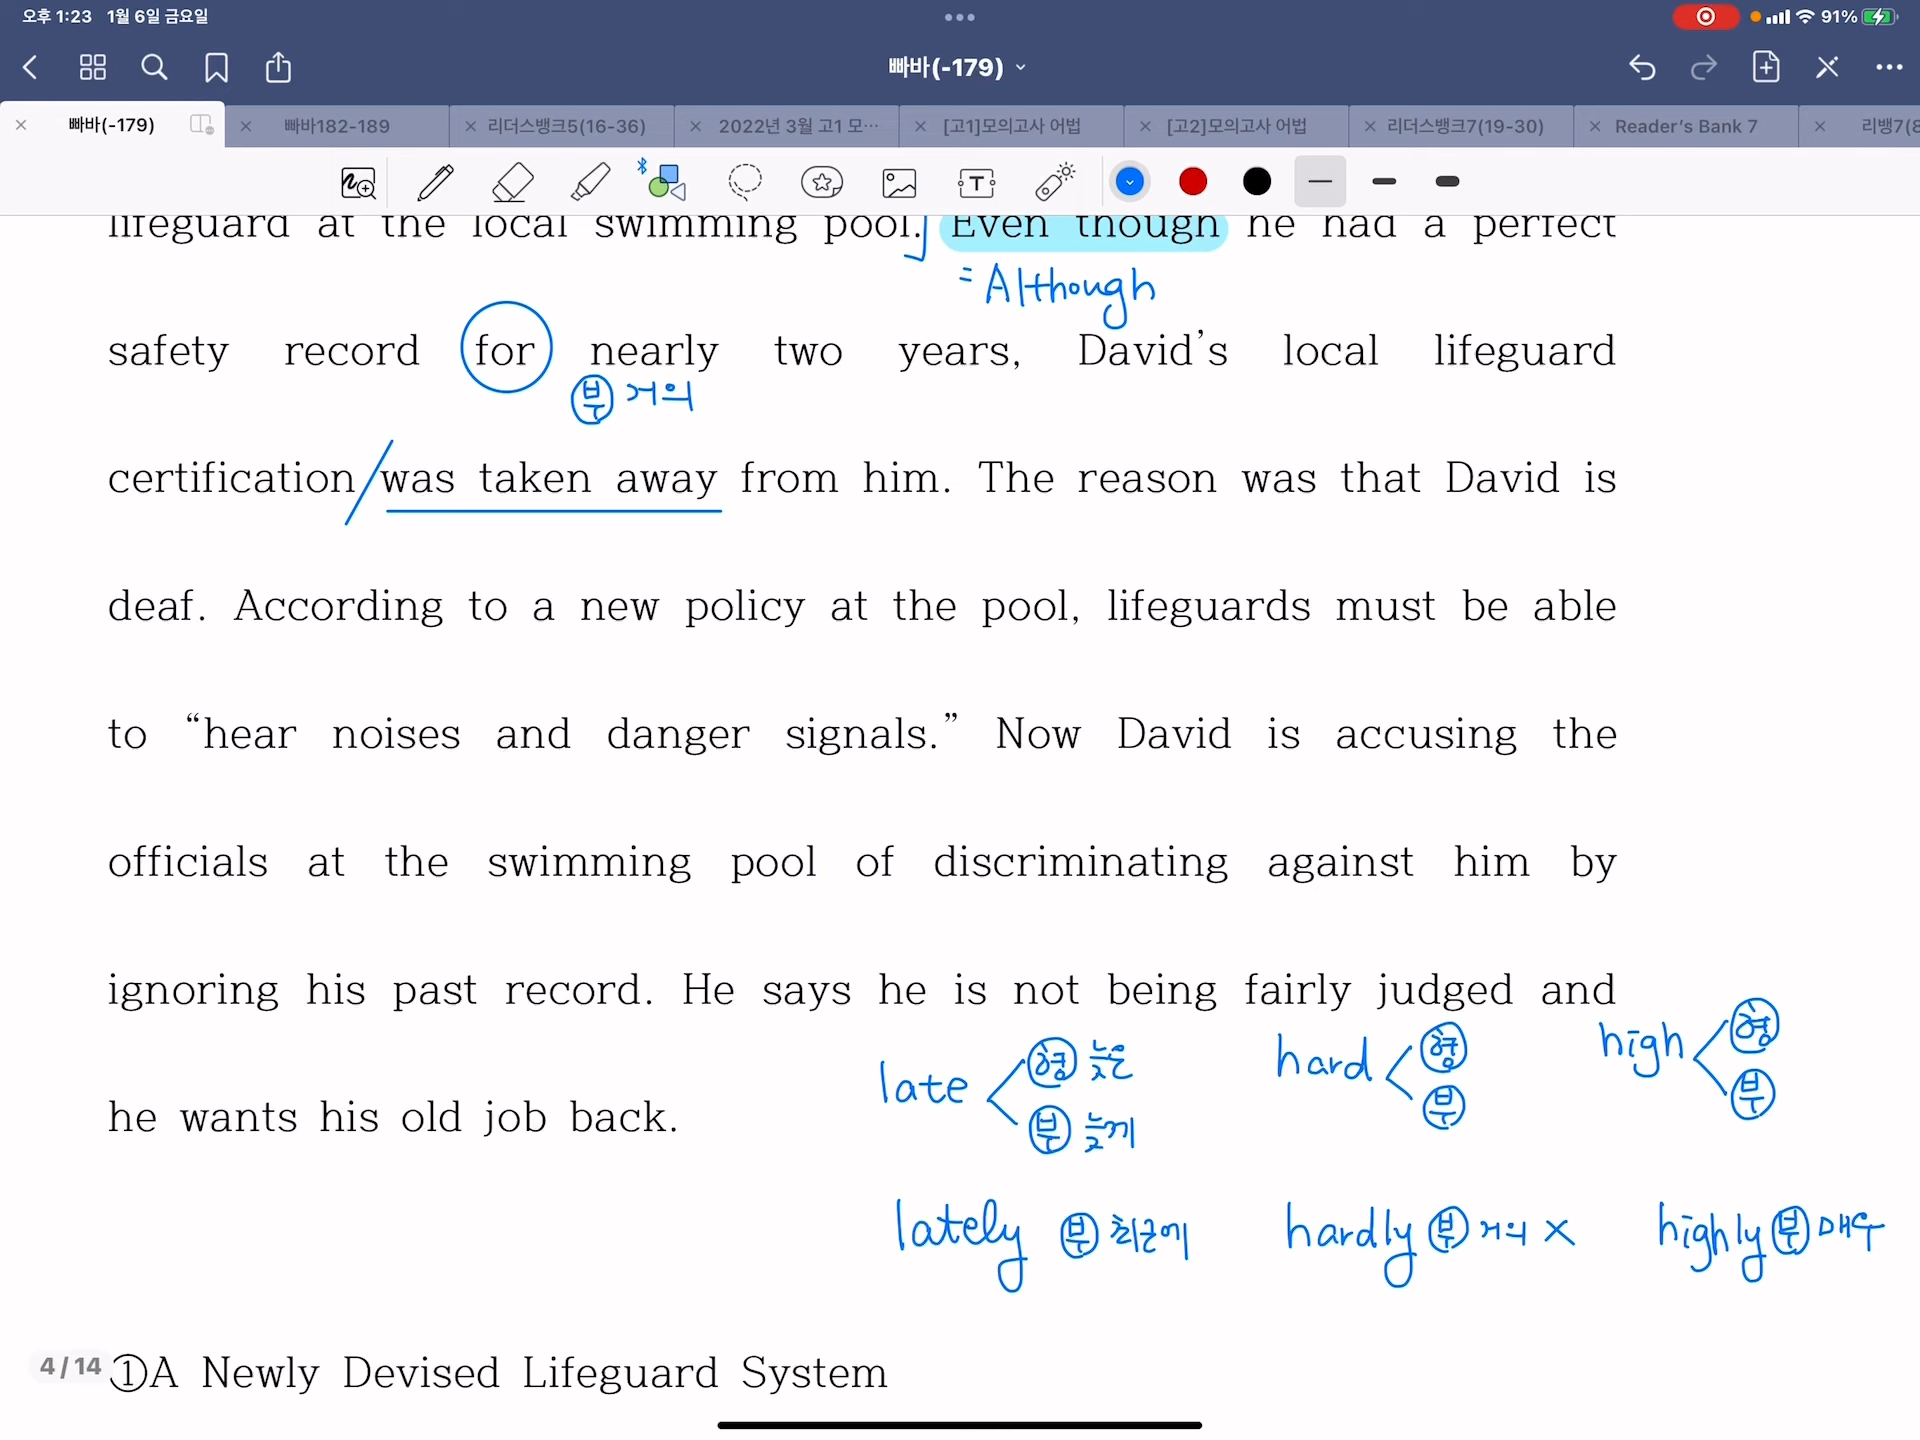 오후 1:23 1월 6일 금요일
91%
빠바(-179)
빠바(-179)
빠바182-189
리더스뱅크5(16-36)
2022년 3월 고1 모…
[고1]모의고사 어법
[고2]모의고사 어법
리더스뱅크7(19-30)
Reader's Bank 7
리뱅7(8
lifeguard at the local swimming pool. Even though he had a perfect
= Although
safety record for nearly two years, David's local lifeguard
부 거의
certification / was taken away from him. The reason was that David is
deaf. According to a new policy at the pool, lifeguards must be able
to “hear noises and danger signals.” Now David is accusing the
officials at the swimming pool of discriminating against him by
ignoring his past record. He says he is not being fairly judged and
late 형 늦은 부 늦게
hard 형 부
high 형 부
he wants his old job back.
lately 부 최근에
hardly 부 거의 X
highly 부 매우
4/14
①A Newly Devised Lifeguard System